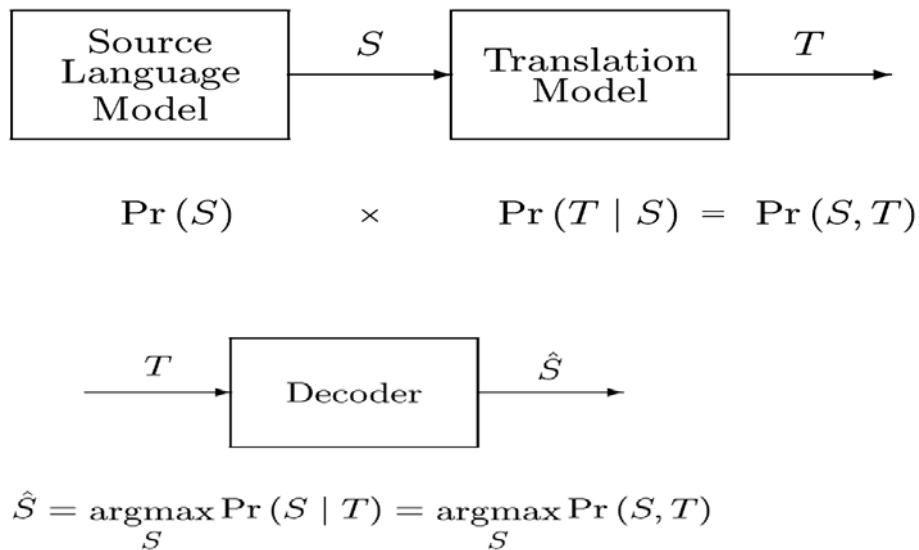 Source
Language
Model
S
Translation
Model
T
Pr (S) × Pr (T | S) = Pr (S, T)
T
Decoder
Ŝ
Ŝ = argmax Pr (S | T) = argmax Pr (S, T)
S S